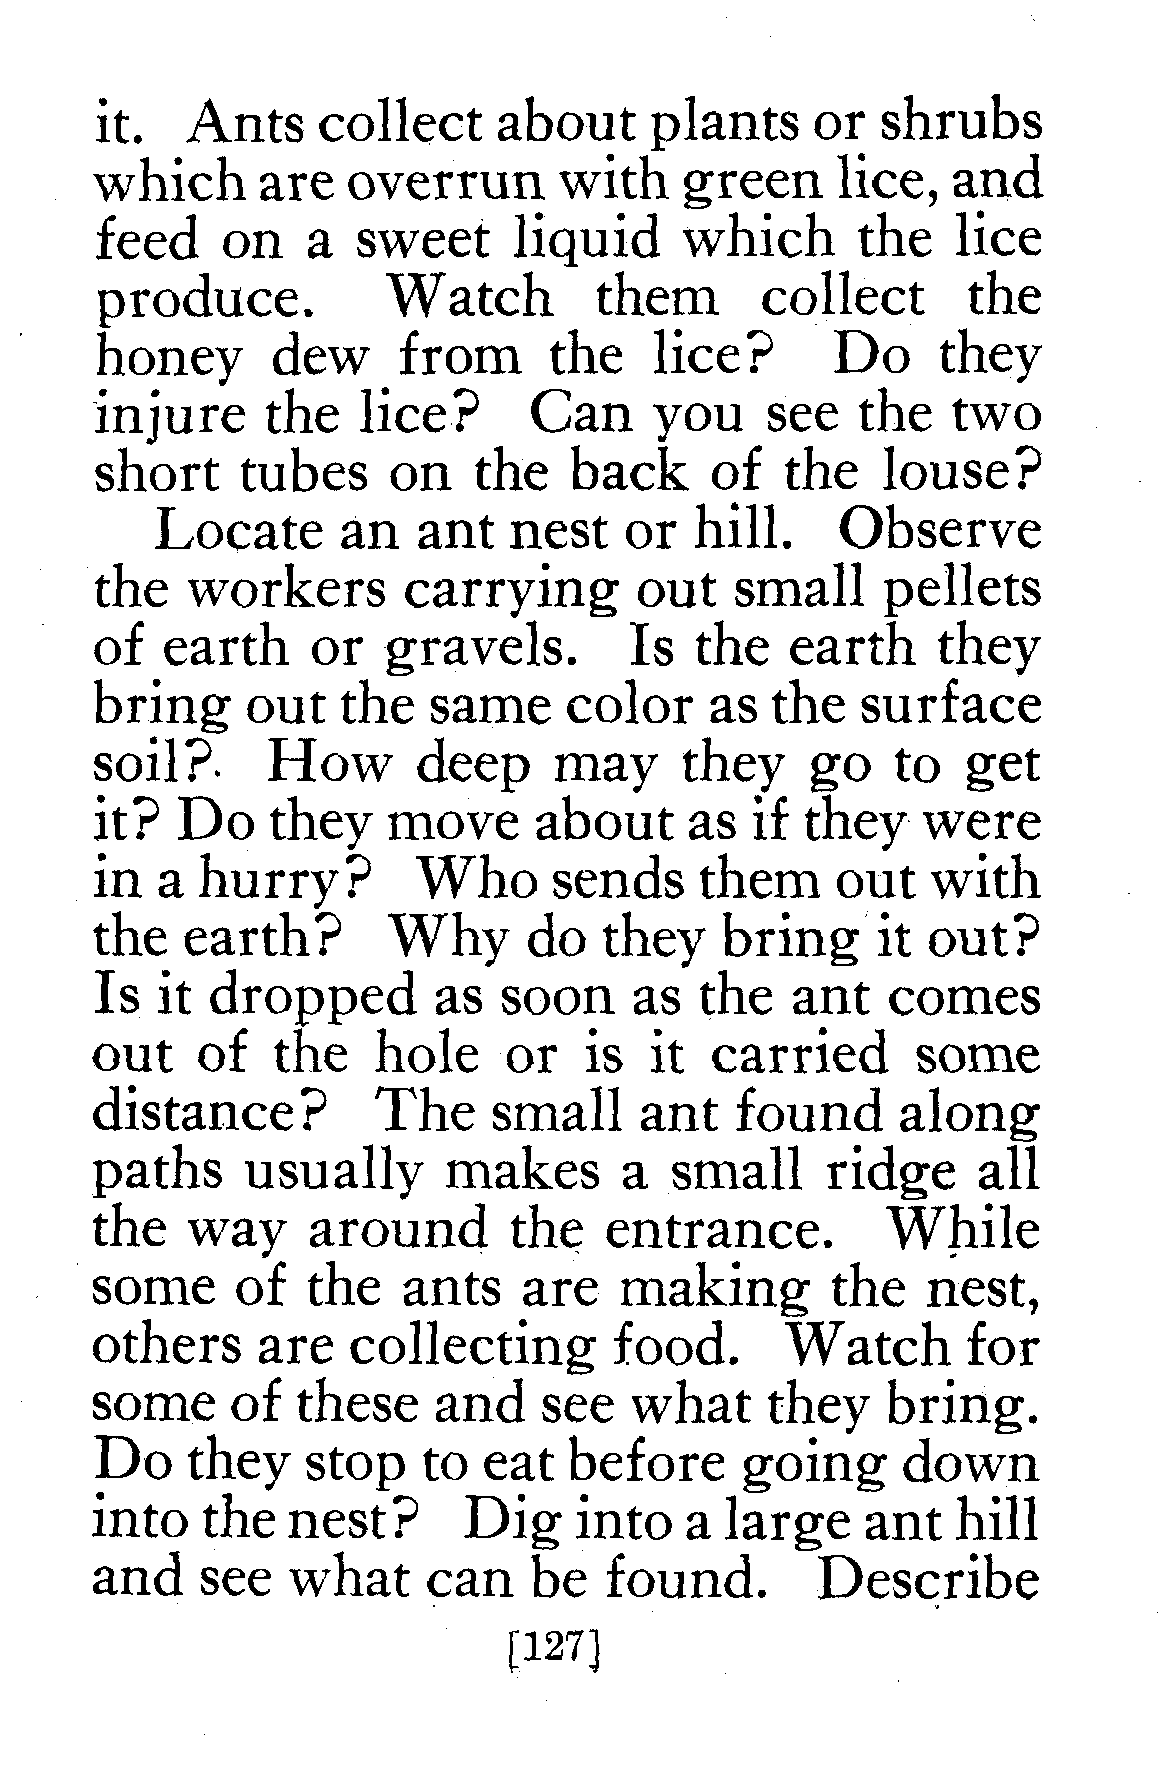 it. Ants collect about plants or shrubs
which are overrun with green lice, and
feed on a sweet liquid which the lice
produce. Watch them collect the
honey dew from the lice? Do they
injure the lice? Can you see the two
short tubes on the back of the louse?
Locate an ant nest or hill. Observe
the workers carrying out small pellets
of earth or gravels. Is the earth they
bring out the same color as the surface
soil? How deep may they go to get
it? Do they move about as if they were
in a hurry? Who sends them out with
the earth? Why do they bring it out?
Is it dropped as soon as the ant comes
out of the hole or is it carried some
distance? The small ant found along
paths usually makes a small ridge all
the way around the entrance. While
some of the ants are making the nest,
others are collecting food. Watch for
some of these and see what they bring.
Do they stop to eat before going down
into the nest? Dig into a large ant hill
and see what can be found. Describe
[127]